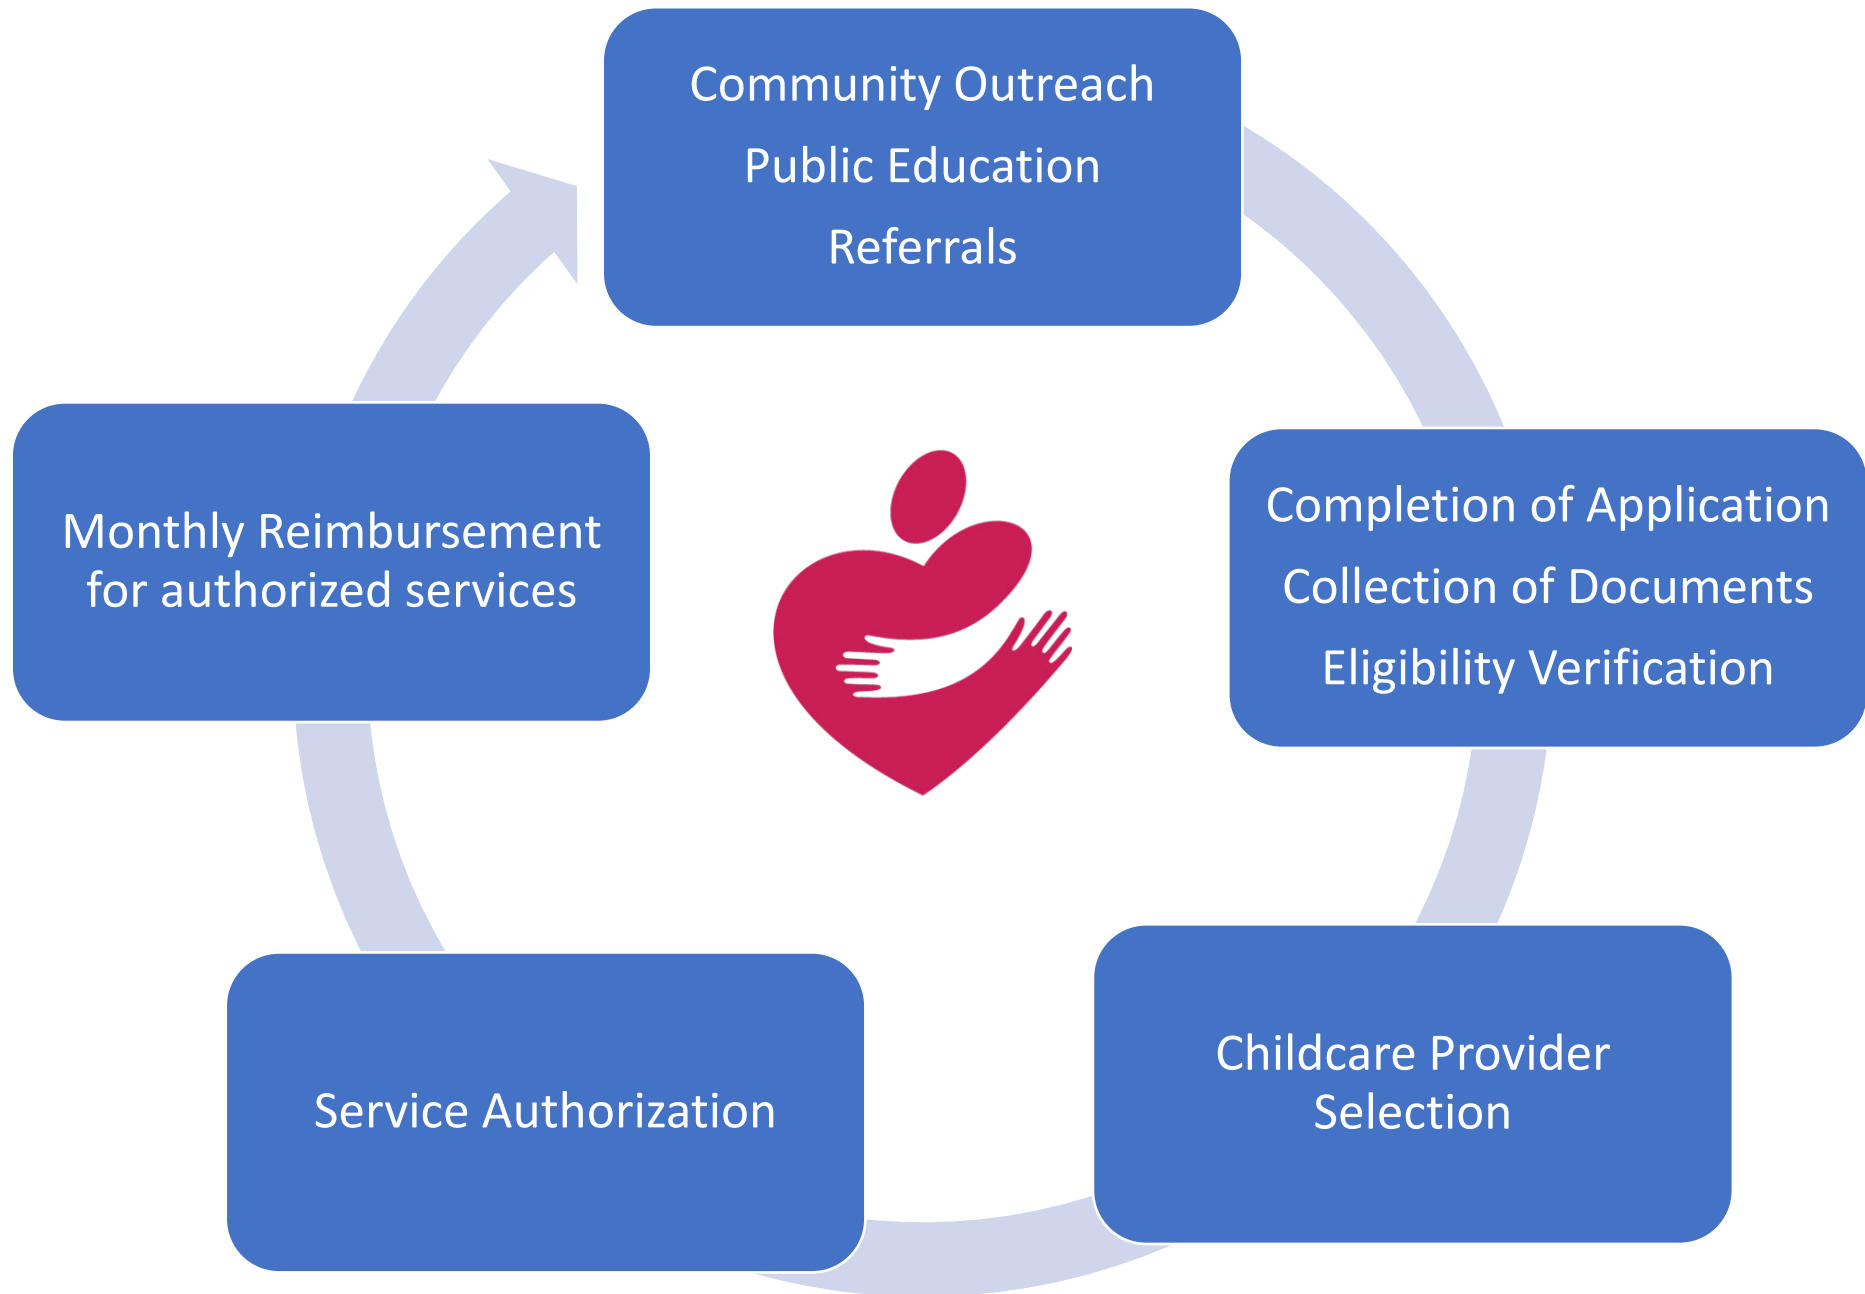 Community Outreach
Public Education
Referrals
Completion of Application
Collection of Documents
Eligibility Verification
Childcare Provider
Selection
Service Authorization
Monthly Reimbursement
for authorized services